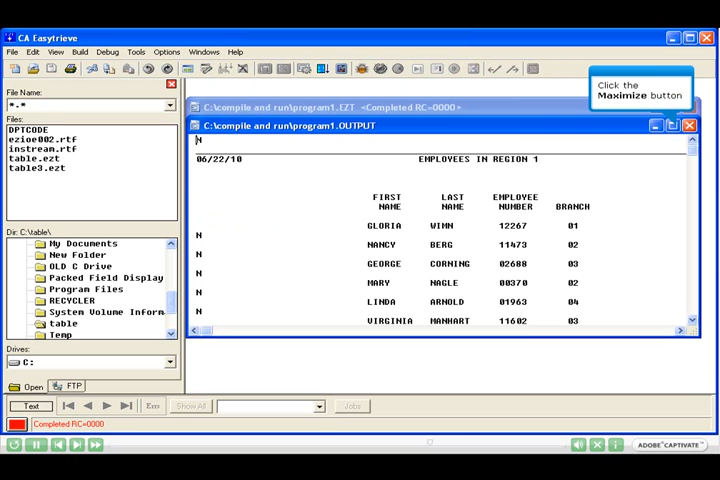 CA Easytrieve
File Edit View Build Debug Tools Options Windows Help
Click the
Maximize button
File Name:
*.*
Files:
DPTCODE
ezioe002.rtf
instream.rtf
table.ezt
table3.ezt
Dir: C:\table\
My Documents
New Folder
OLD C Drive
Packed Field Display
Program Files
RECYCLER
System Volume Inform
table
Temp
Drives:
C:
Open FTP
C:\compile and run\program1.EZT <Completed RC=0000>
C:\compile and run\program1.OUTPUT
N
06/22/10 EMPLOYEES IN REGION 1
FIRST LAST EMPLOYEE
NAME NAME NUMBER BRANCH
GLORIA WIMN 12267 01
N
NANCY BERG 11473 02
N
GEORGE CORNING 02688 03
N
MARY NAGLE 00370 02
N
LINDA ARNOLD 01963 04
N
VIRGINIA MANHART 11602 03
Text Errs Show All Jobs
Completed RC=0000
ADOBE CAPTIVATE™